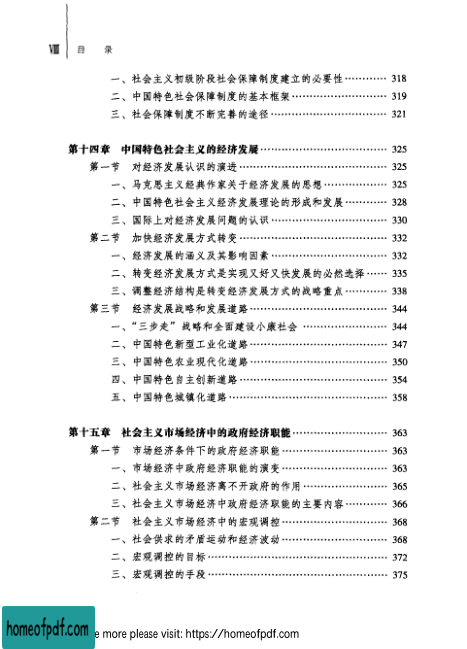 Ⅷ 目 录
一、社会主义初级阶段社会保障制度建立的必要性………… 318
二、中国特色社会保障制度的基本框架………………………… 319
三、社会保障制度不断完善的途径……………………………… 321
第十四章 中国特色社会主义的经济发展………………………… 325
第一节 对经济发展认识的演进…………………………………… 325
一、马克思主义经典作家关于经济发展的思想………………… 325
二、中国特色社会主义经济发展理论的形成和发展………… 328
三、国际上对经济发展问题的认识……………………………… 330
第二节 加快经济发展方式转变…………………………………… 332
一、经济发展的涵义及其影响因素……………………………… 332
二、转变经济发展方式是实现又好又快发展的必然选择…… 335
三、调整经济结构是转变经济发展方式的战略重点………… 338
第三节 经济发展战略和发展道路………………………………… 344
一、“三步走”战略和全面建设小康社会 ……………………… 344
二、中国特色新型工业化道路…………………………………… 347
三、中国特色农业现代化道路…………………………………… 350
四、中国特色自主创新道路……………………………………… 354
五、中国特色城镇化道路………………………………………… 358
第十五章 社会主义市场经济中的政府经济职能………………… 363
第一节 市场经济条件下的政府经济职能………………………… 363
一、市场经济中政府经济职能的演变…………………………… 363
二、社会主义市场经济离不开政府的作用……………………… 365
三、社会主义市场经济中政府经济职能的主要内容………… 366
第二节 社会主义市场经济中的宏观调控………………………… 368
一、社会供求的矛盾运动和经济波动…………………………… 368
二、宏观调控的目标……………………………………………… 372
三、宏观调控的手段……………………………………………… 375
homeofpdf.com
more please visit: https://homeofpdf.com